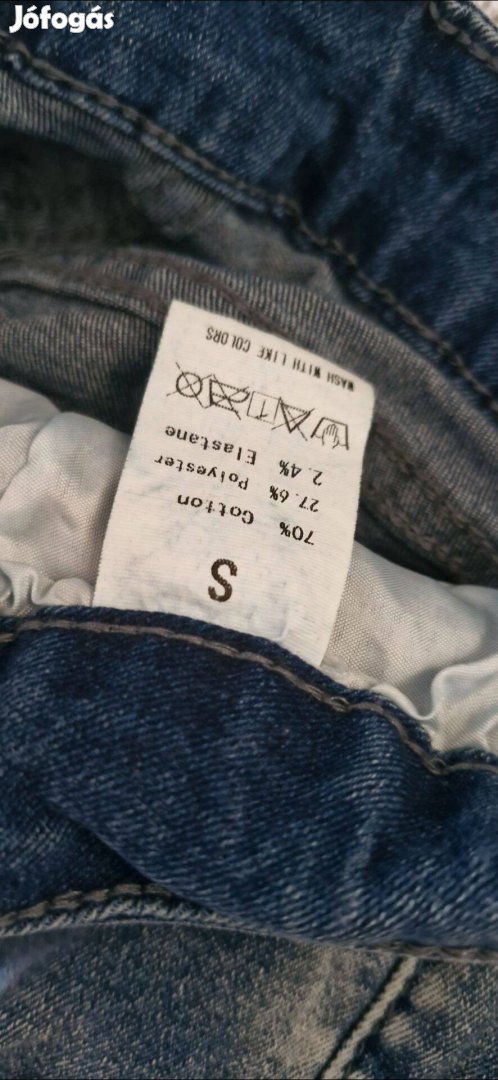 Jófogás
S
70% Cotton
27.6% Polyester
2.4% Elastane
WASH WITH LIKE COLORS